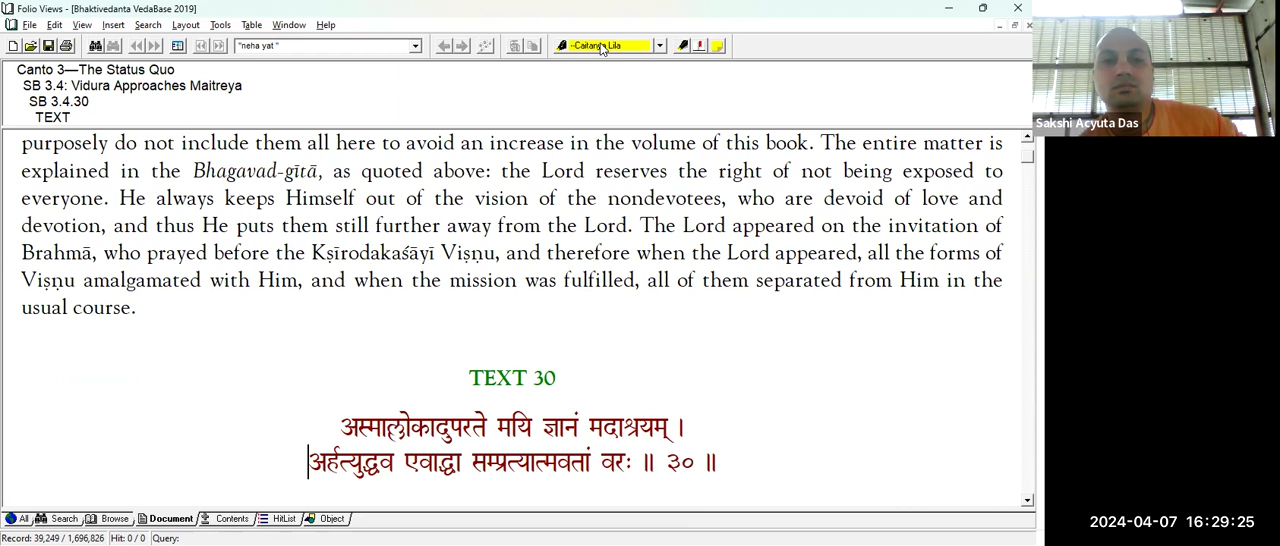 Folio Views - [Bhaktivedanta VedaBase 2019]
File Edit View Insert Search Layout Tools Table Window Help
"neha yat "
--Caitanya Lila
Canto 3—The Status Quo
SB 3.4: Vidura Approaches Maitreya
SB 3.4.30
TEXT
purposely do not include them all here to avoid an increase in the volume of this book. The entire matter is
explained in the Bhagavad-gītā, as quoted above: the Lord reserves the right of not being exposed to
everyone. He always keeps Himself out of the vision of the nondevotees, who are devoid of love and
devotion, and thus He puts them still further away from the Lord. The Lord appeared on the invitation of
Brahmā, who prayed before the Kṣīrodakaśāyī Viṣṇu, and therefore when the Lord appeared, all the forms of
Viṣṇu amalgamated with Him, and when the mission was fulfilled, all of them separated from Him in the
usual course.
TEXT 30
अस्माल्लोकादुपरते मयि ज्ञानं मदाश्रयम् ।
अर्हत्युद्धव एवाद्धा सम्प्रत्यात्मवतां वरः ॥ ३० ॥
All Search Browse Document Contents HitList Object
Record: 39,249 / 1,696,826 Hit: 0 / 0 Query:
Sakshi Acyuta Das
2024-04-07 16:29:25